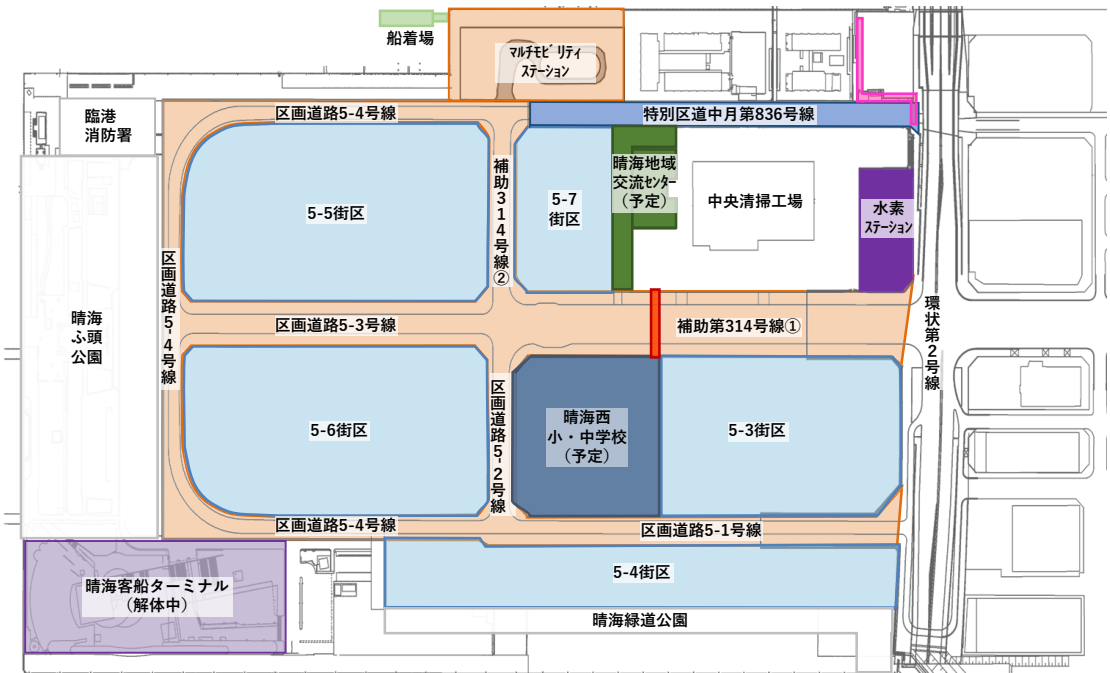 船着場
マルチモビリティ
ステーション
臨港
消防署
区画道路5-4号線
特別区道中月第836号線
補助314号線②
晴海地域
交流センター
（予定）
中央清掃工場
5-5街区
5-7
街区
水素
ステーション
区画道路5-4号線
晴海
ふ頭
公園
区画道路5-3号線
補助第314号線①
環状第2号線
5-6街区
区画道路5-2号線
晴海西
小・中学校
（予定）
5-3街区
区画道路5-4号線
区画道路5-1号線
5-4街区
晴海客船ターミナル
（解体中）
晴海緑道公園